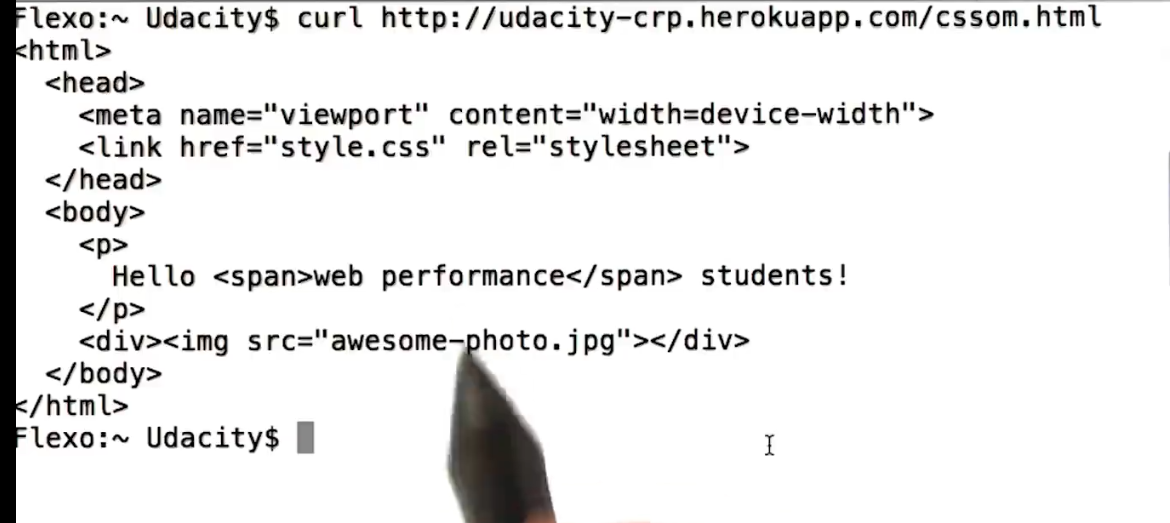 Flexo:~ Udacity$ curl http://udacity-crp.herokuapp.com/cssom.html
<html>
  <head>
    <meta name="viewport" content="width=device-width">
    <link href="style.css" rel="stylesheet">
  </head>
  <body>
    <p>
      Hello <span>web performance</span> students!
    </p>
    <div><img src="awesome-photo.jpg"></div>
  </body>
</html>
Flexo:~ Udacity$